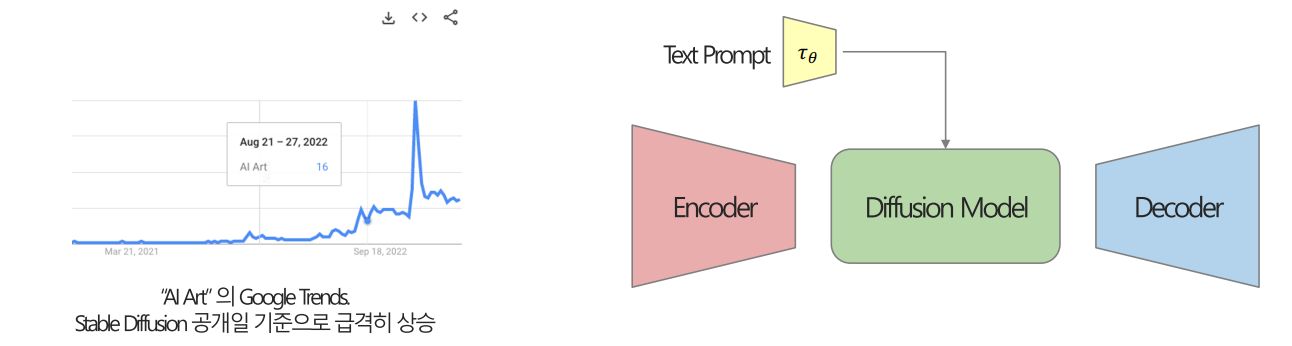 Aug 21 – 27, 2022
AI Art 16
Mar 21, 2021
Sep 18, 2022
“AI Art” 의 Google Trends.
Stable Diffusion 공개일 기준으로 급격히 상승
Text Prompt
τθ
Encoder
Diffusion Model
Decoder